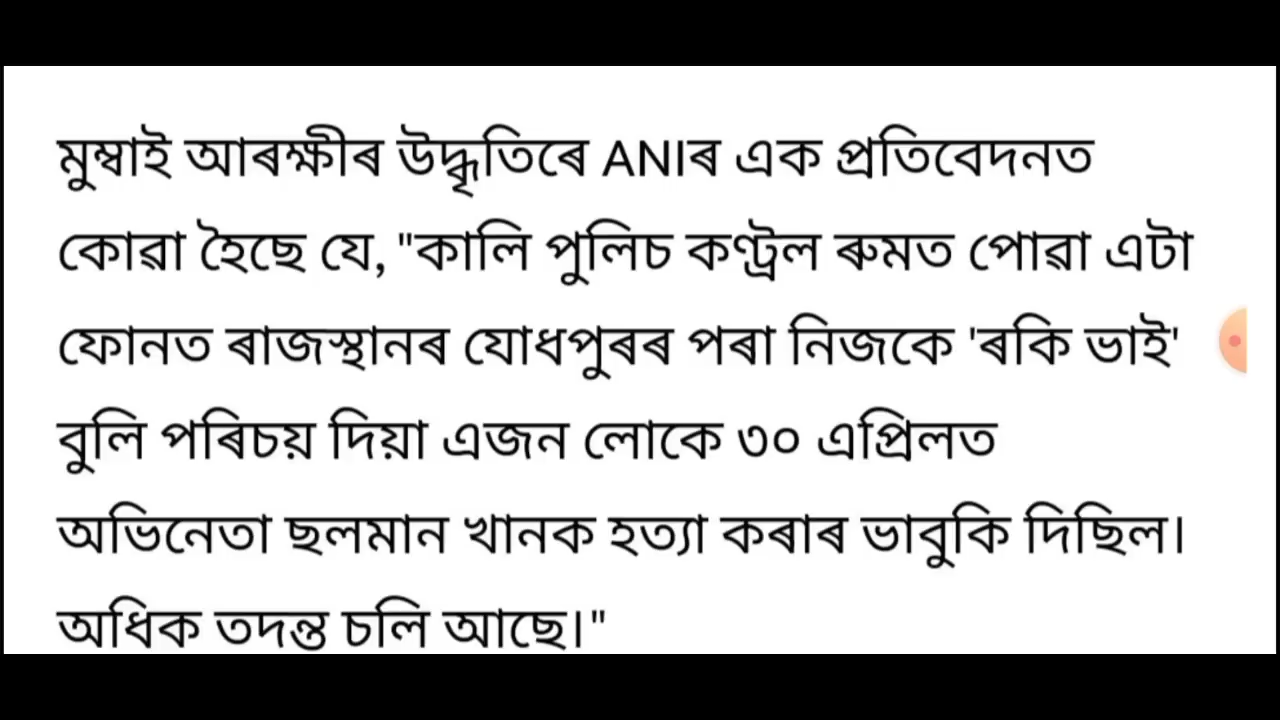 মুম্বাই আৰক্ষীৰ উদ্ধৃতিৰে ANIৰ এক প্ৰতিবেদনত
কোৱা হৈছে যে, "কালি পুলিচ কণ্ট্ৰল ৰুমত পোৱা এটা
ফোনত ৰাজস্থানৰ যোধপুৰৰ পৰা নিজকে 'ৰকি ভাই'
বুলি পৰিচয় দিয়া এজন লোকে ৩০ এপ্ৰিলত
অভিনেতা ছলমান খানক হত্যা কৰাৰ ভাবুকি দিছিল।
অধিক তদন্ত চলি আছে।"